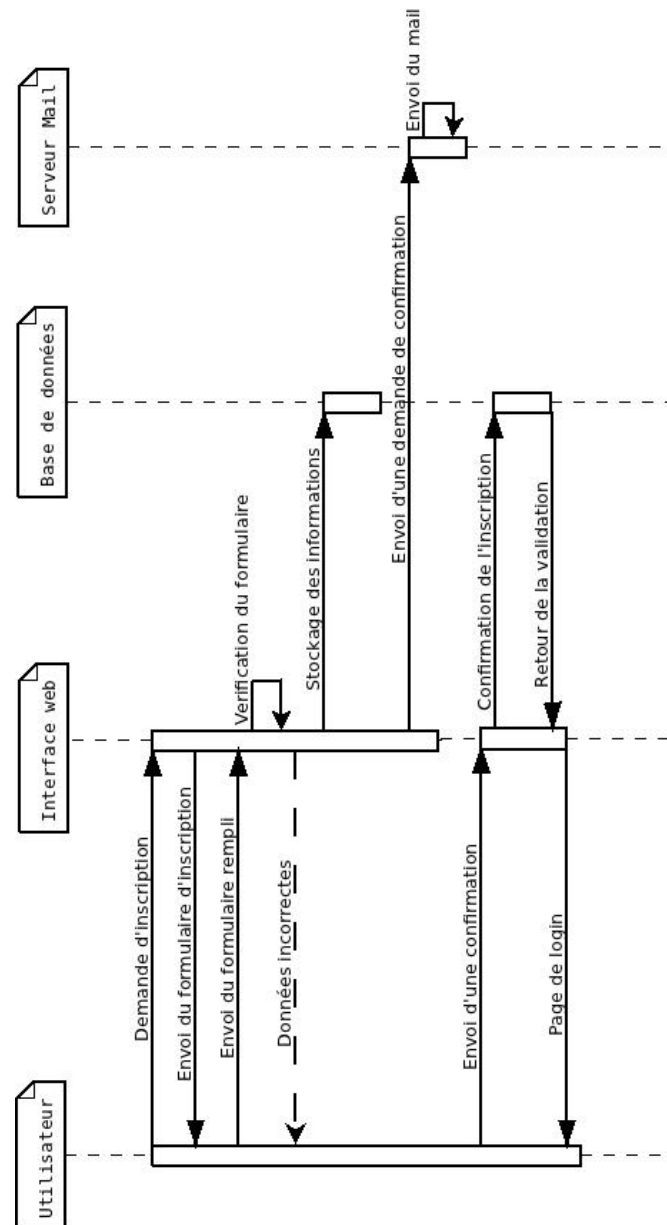 Utilisateur
Interface web
Base de données
Serveur Mail
Demande d'inscription
Envoi du formulaire d'inscription
Envoi du formulaire rempli
Verification du formulaire
Données incorrectes
Stockage des informations
Envoi d'une demande de confirmation
Envoi du mail
Envoi d'une confirmation
Confirmation de l'inscription
Retour de la validation
Page de login